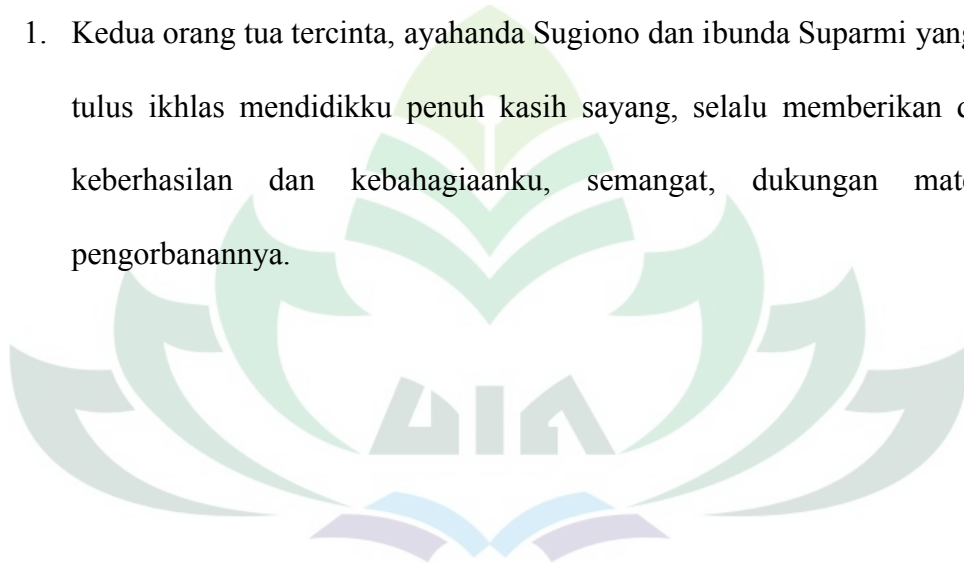 1. Kedua orang tua tercinta, ayahanda Sugiono dan ibunda Suparmi
tulus ikhlas mendidikku penuh kasih sayang, selalu memberikan
keberhasilan dan kebahagiaanku, semangat, dukungan
pengorbanannya.
UIN